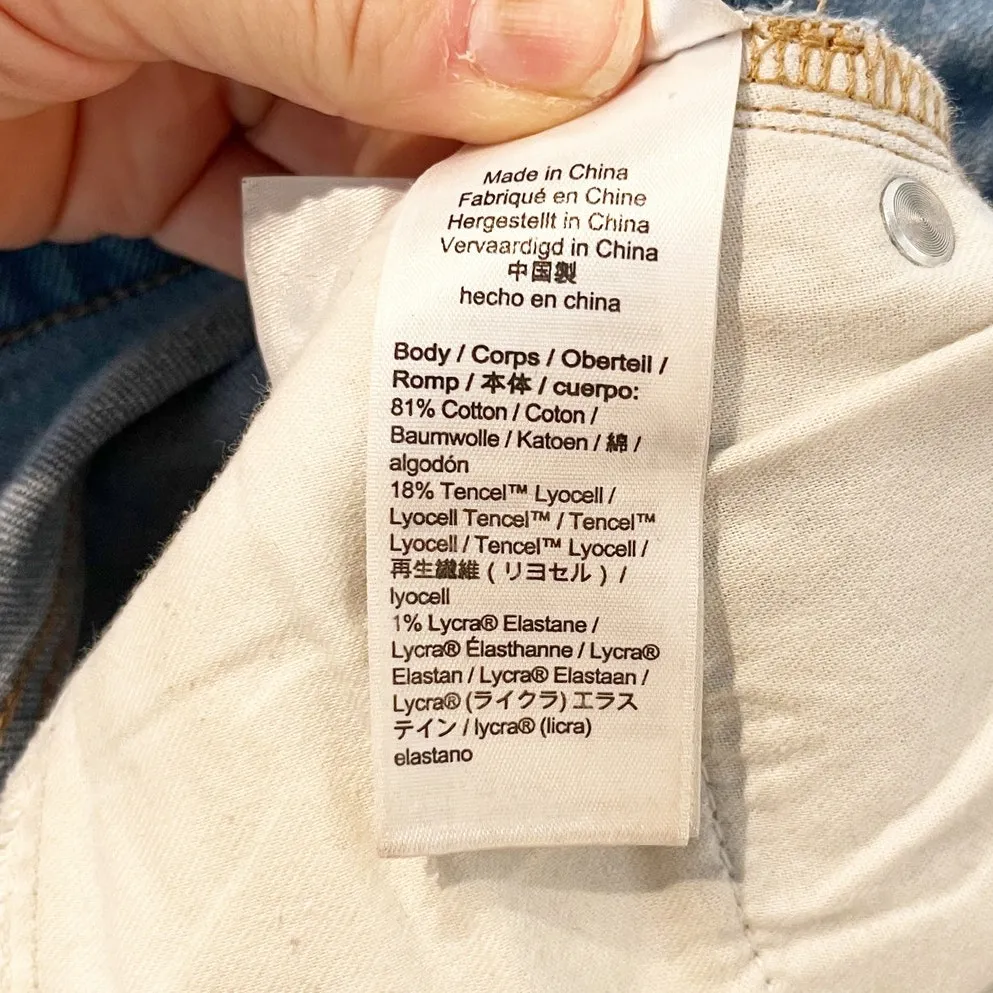 Made in China
Fabriqué en Chine
Hergestellt in China
Vervaardigd in China
中国製
hecho en china
Body / Corps / Oberteil /
Romp / 本体 / cuerpo:
81% Cotton / Coton /
Baumwolle / Katoen / 綿 /
algodón
18% Tencel™ Lyocell /
Lyocell Tencel™ / Tencel™
Lyocell / Tencel™ Lyocell /
再生繊維 ( リヨセル ) /
lyocell
1% Lycra® Elastane /
Lycra® Élasthanne / Lycra®
Elastan / Lycra® Elastaan /
Lycra® (ライクラ) エラス
テイン / lycra® (licra)
elastano